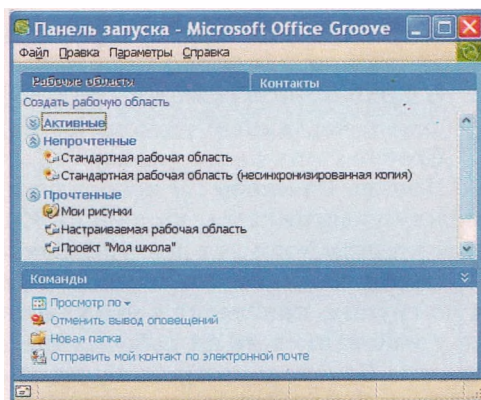 Панель запуска - Microsoft Office Groove
Файл Правка Параметры Справка
Рабочие области Контакты
Создать рабочую область
Активные
Непрочтенные
Стандартная рабочая область
Стандартная рабочая область (несинхронизированная копия)
Прочтенные
Мои рисунки
Настраиваемая рабочая область
Проект "Моя школа"
Команды
Просмотр по
Отменить вывод оповещений
Новая папка
Отправить мой контакт по электронной почте